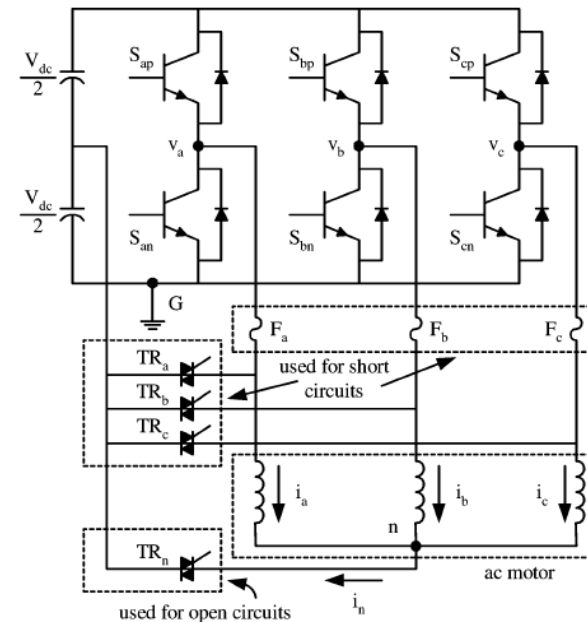 V_dc
2
S_ap
S_bp
S_cp
v_a
v_b
v_c
V_dc
2
S_an
S_bn
S_cn
G
F_a
F_b
F_c
TR_a
used for short
circuits
TR_b
TR_c
i_a
i_b
i_c
n
TR_n
ac motor
i_n
used for open circuits